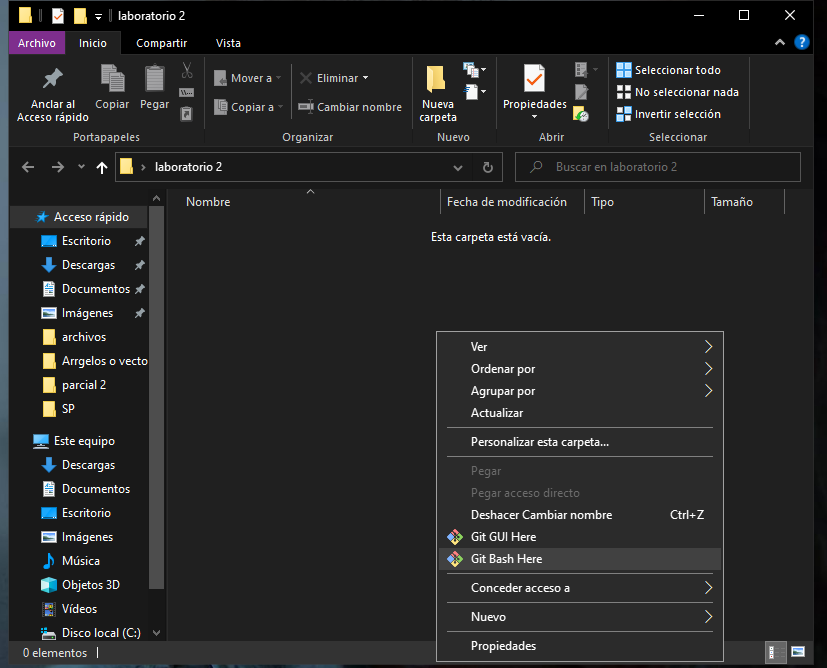 laboratorio 2
Archivo
Inicio
Compartir
Vista
Anclar al
Acceso rápido
Copiar
Pegar
Mover a
Copiar a
Eliminar
Cambiar nombre
Nueva
carpeta
Propiedades
Seleccionar todo
No seleccionar nada
Invertir selección
Portapapeles
Organizar
Nuevo
Abrir
Seleccionar
laboratorio 2
Buscar en laboratorio 2
Nombre
Fecha de modificación
Tipo
Tamaño
Esta carpeta está vacía.
Acceso rápido
Escritorio
Descargas
Documentos
Imágenes
archivos
Arrgelos o vecto
parcial 2
SP
Este equipo
Descargas
Documentos
Escritorio
Imágenes
Música
Objetos 3D
Vídeos
Disco local (C:)
Ver
Ordenar por
Agrupar por
Actualizar
Personalizar esta carpeta...
Pegar
Pegar acceso directo
Deshacer Cambiar nombre Ctrl+Z
Git GUI Here
Git Bash Here
Conceder acceso a
Nuevo
Propiedades
0 elementos